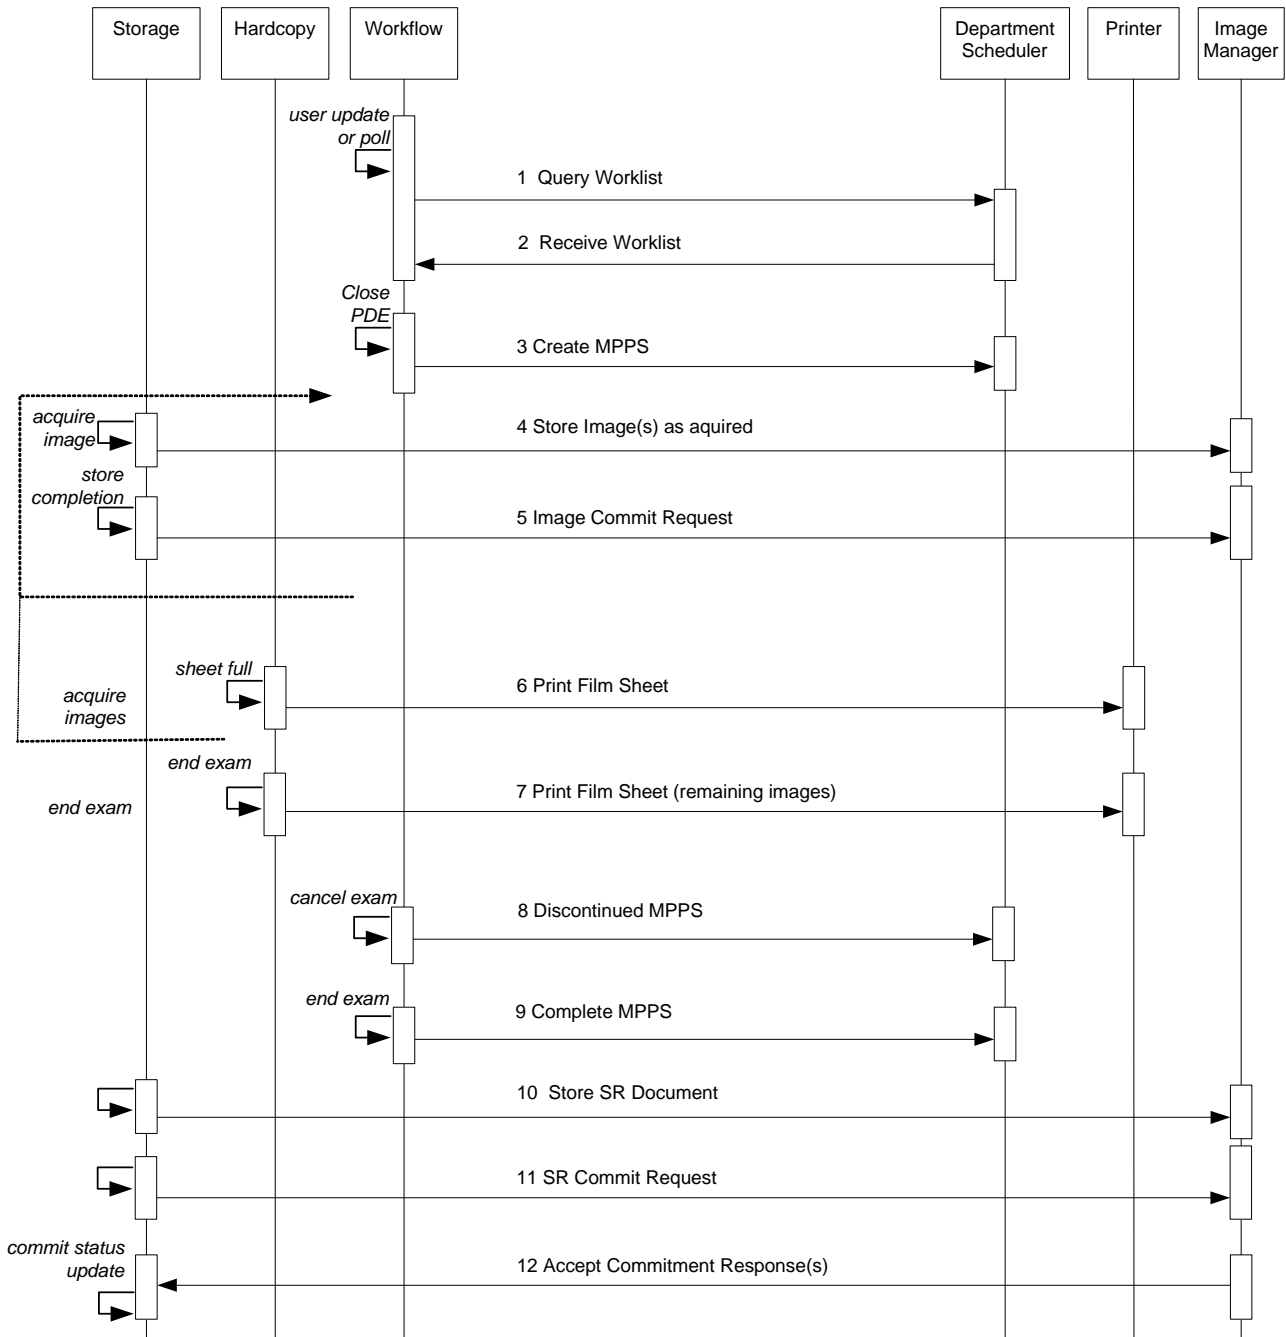 Storage
Hardcopy
Workflow
Department
Scheduler
Printer
Image
Manager
user update
or poll
1  Query Worklist
2  Receive Worklist
Close
PDE
3 Create MPPS
acquire
image
4 Store Image(s) as aquired
store
completion
5 Image Commit Request
sheet full
6 Print Film Sheet
acquire
images
end exam
7 Print Film Sheet (remaining images)
end exam
cancel exam
8 Discontinued MPPS
end exam
9 Complete MPPS
10  Store SR Document
11 SR Commit Request
commit status
update
12 Accept Commitment Response(s)